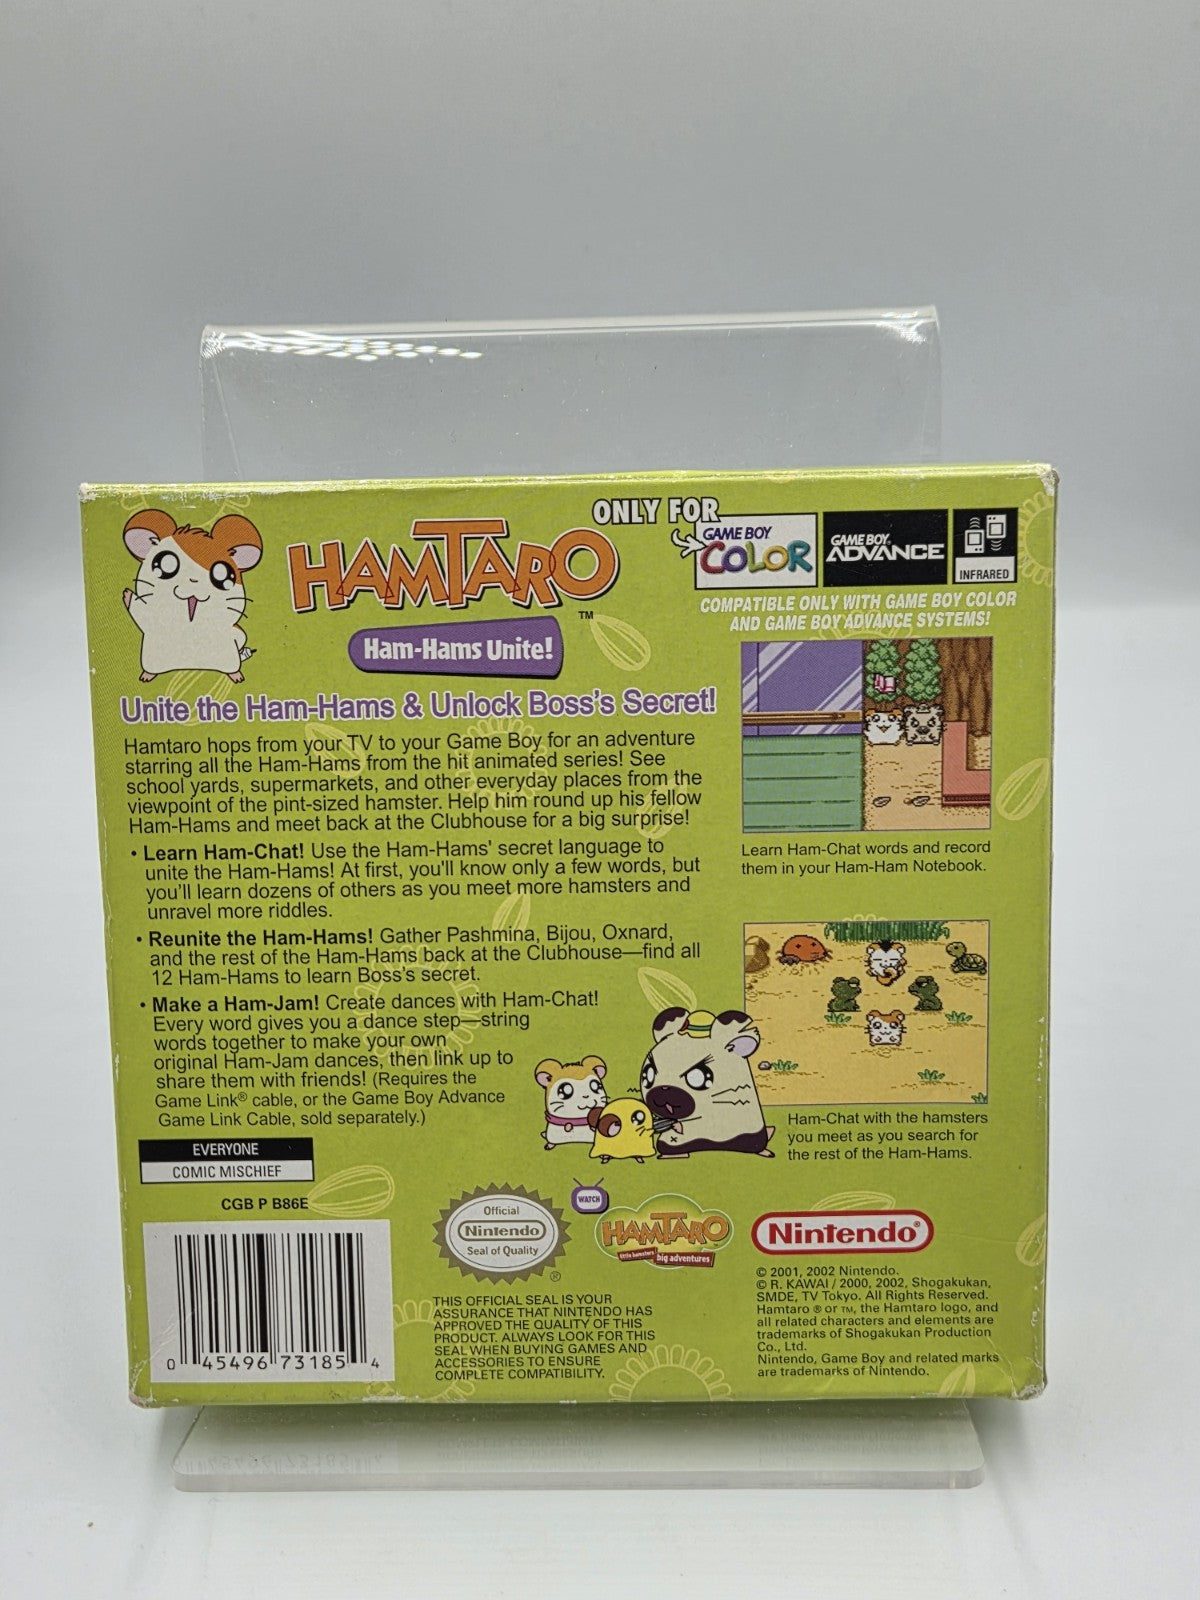 HAMTARO™
Ham-Hams Unite!
ONLY FOR
GAME BOY COLOR
GAME BOY ADVANCE
INFRARED
COMPATIBLE ONLY WITH GAME BOY COLOR
AND GAME BOY ADVANCE SYSTEMS!
Unite the Ham-Hams & Unlock Boss's Secret!
Hamtaro hops from your TV to your Game Boy for an adventure
starring all the Ham-Hams from the hit animated series! See
school yards, supermarkets, and other everyday places from the
viewpoint of the pint-sized hamster. Help him round up his fellow
Ham-Hams and meet back at the Clubhouse for a big surprise!
• Learn Ham-Chat! Use the Ham-Hams' secret language to
unite the Ham-Hams! At first, you'll know only a few words, but
you'll learn dozens of others as you meet more hamsters and
unravel more riddles.
• Reunite the Ham-Hams! Gather Pashmina, Bijou, Oxnard,
and the rest of the Ham-Hams back at the Clubhouse—find all
12 Ham-Hams to learn Boss's secret.
• Make a Ham-Jam! Create dances with Ham-Chat!
Every word gives you a dance step—string
words together to make your own
original Ham-Jam dances, then link up to
share them with friends! (Requires the
Game Link® cable, or the Game Boy Advance
Game Link Cable, sold separately.)
Learn Ham-Chat words and record
them in your Ham-Ham Notebook.
Ham-Chat with the hamsters
you meet as you search for
the rest of the Ham-Hams.
EVERYONE
COMIC MISCHIEF
CGB P B86E
0 45496 73185 4
Official
Nintendo
Seal of Quality
®
THIS OFFICIAL SEAL IS YOUR
ASSURANCE THAT NINTENDO HAS
APPROVED THE QUALITY OF THIS
PRODUCT. ALWAYS LOOK FOR THIS
SEAL WHEN BUYING GAMES AND
ACCESSORIES TO ENSURE
COMPLETE COMPATIBILITY.
WATCH
HAMTARO
little hamsters big adventures
Nintendo®
© 2001, 2002 Nintendo.
© R. KAWAI / 2000, 2002, Shogakukan,
SMDE, TV Tokyo. All Rights Reserved.
Hamtaro ® or TM, the Hamtaro logo, and
all related characters and elements are
trademarks of Shogakukan Production
Co., Ltd.
Nintendo, Game Boy and related marks
are trademarks of Nintendo.